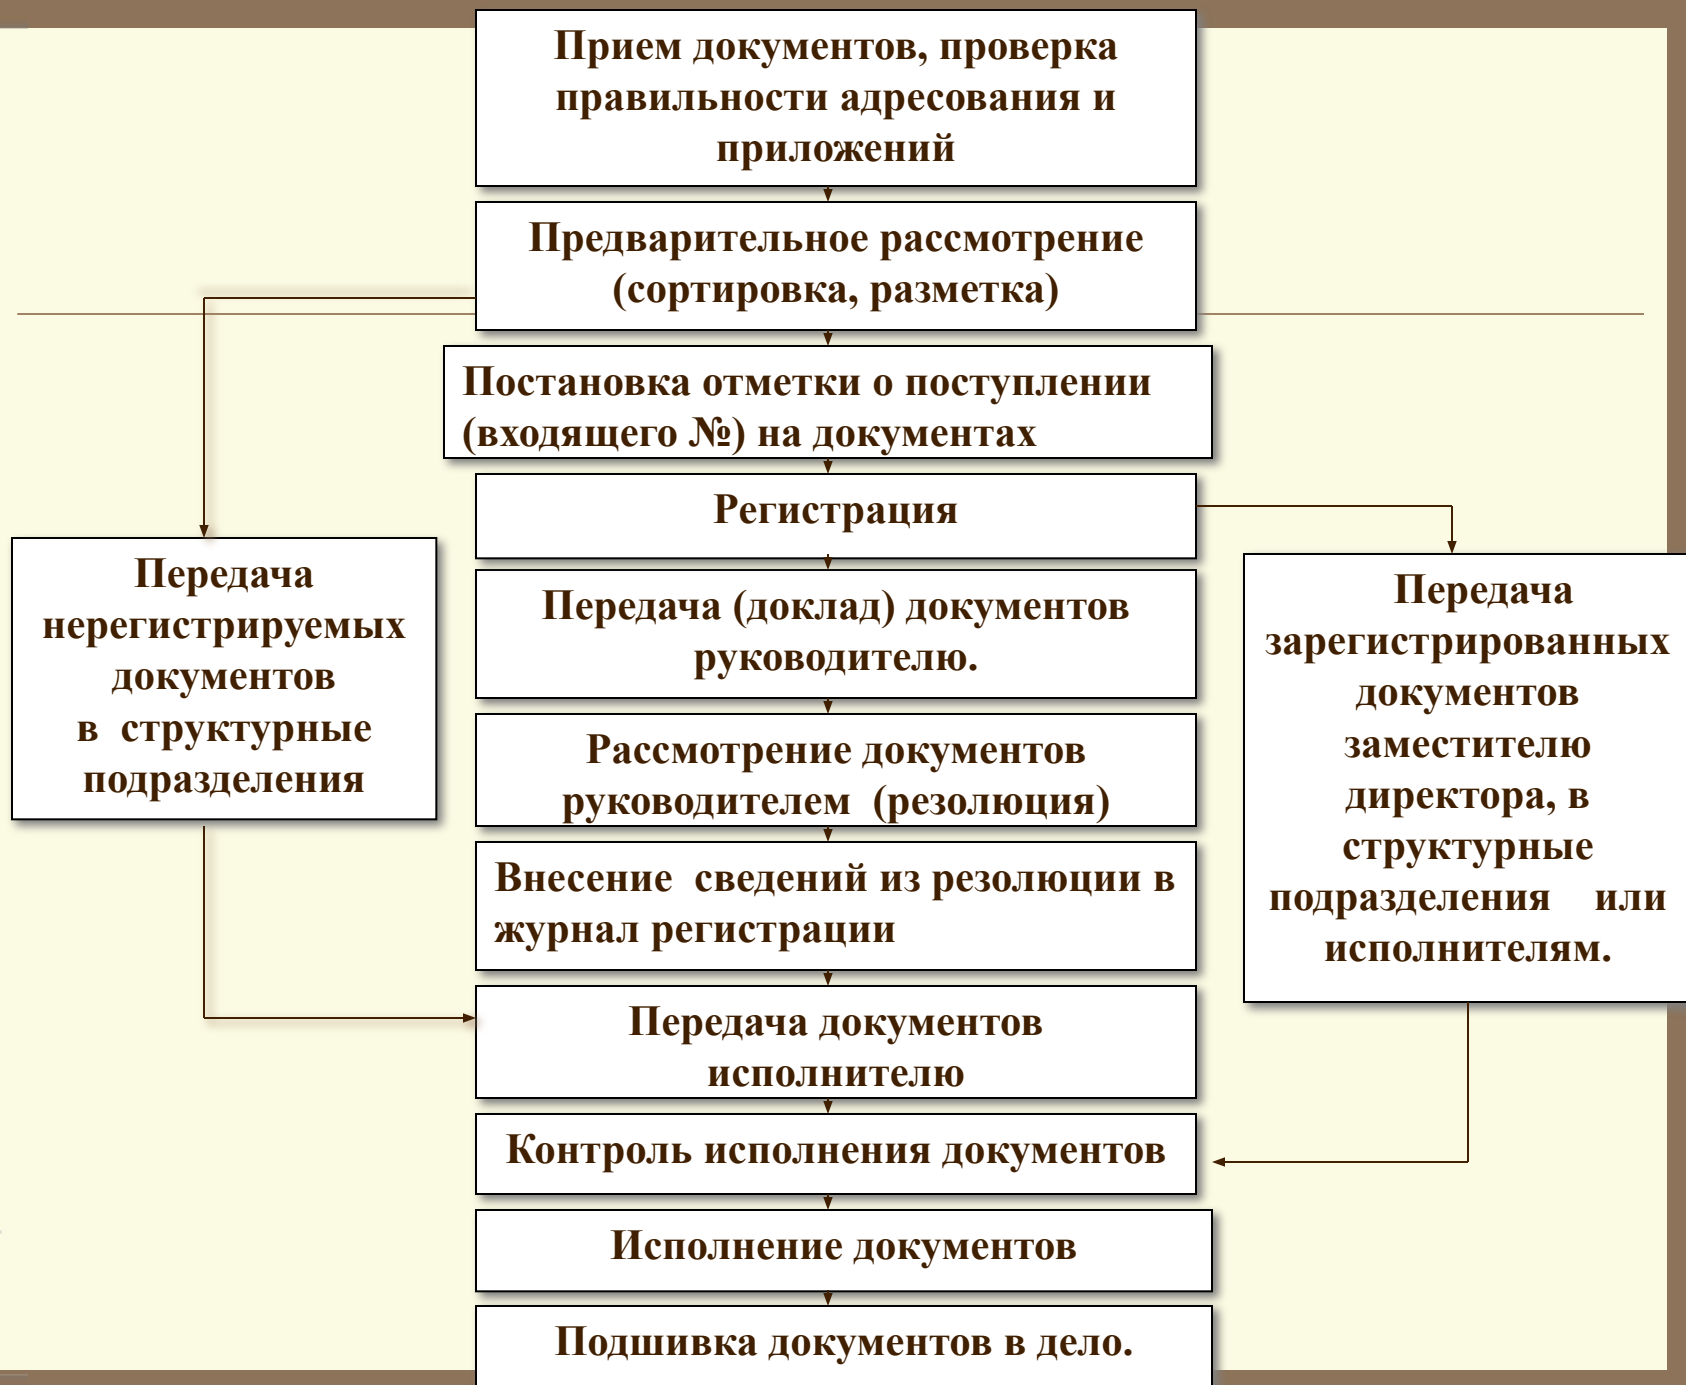 Прием документов, проверка
правильности адресования и
приложений
Предварительное рассмотрение
(сортировка, разметка)
Постановка отметки о поступлении
(входящего №) на документах
Регистрация
Передача
нерегистрируемых
документов
в структурные
подразделения
Передача (доклад) документов
руководителю.
Передача
зарегистрированных
документов
заместителю
директора, в
структурные
подразделения или
исполнителям.
Рассмотрение документов
руководителем (резолюция)
Внесение сведений из резолюции в
журнал регистрации
Передача документов
исполнителю
Контроль исполнения документов
Исполнение документов
Подшивка документов в дело.